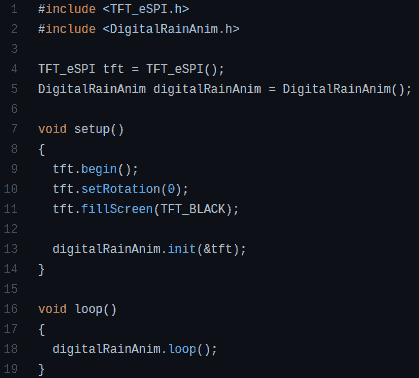 1 #include <TFT_eSPI.h>
2 #include <DigitalRainAnim.h>
3
4 TFT_eSPI tft = TFT_eSPI();
5 DigitalRainAnim digitalRainAnim = DigitalRainAnim();
6
7 void setup()
8 {
9   tft.begin();
10   tft.setRotation(0);
11   tft.fillScreen(TFT_BLACK);
12
13   digitalRainAnim.init(&tft);
14 }
15
16 void loop()
17 {
18   digitalRainAnim.loop();
19 }